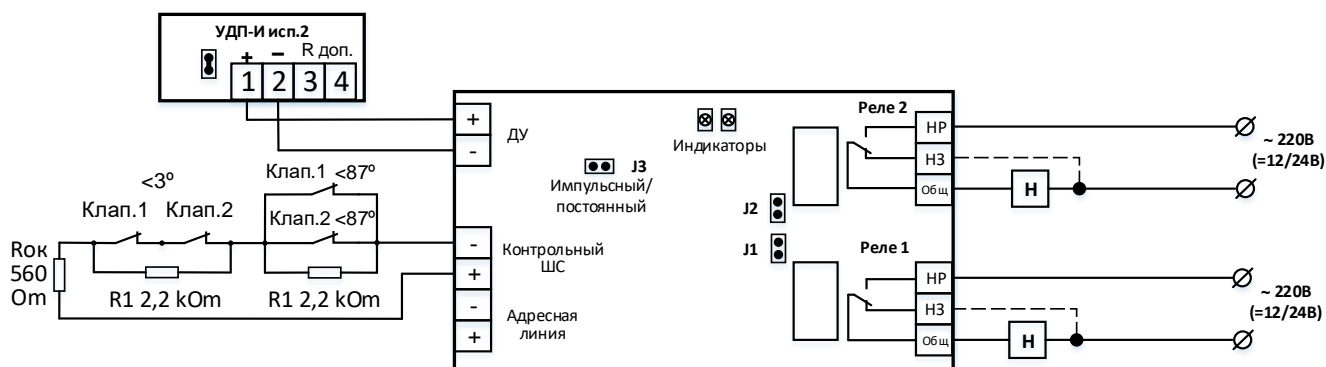 УДП-И исп.2
+ − R доп.
1 2 3 4
+
-
ДУ
J3
Импульсный/
постоянный
Индикаторы
J2
J1
Реле 2
НР
НЗ
Общ
Н
~ 220В
(=12/24В)
<3º
Клап.1 Клап.2
Клап.1 <87º
Клап.2 <87º
Rок
560
Om
R1 2,2 kOm
R1 2,2 kOm
-
+
Контрольный
ШС
-
+
Адресная
линия
Реле 1
НР
НЗ
Общ
Н
~ 220В
(=12/24В)